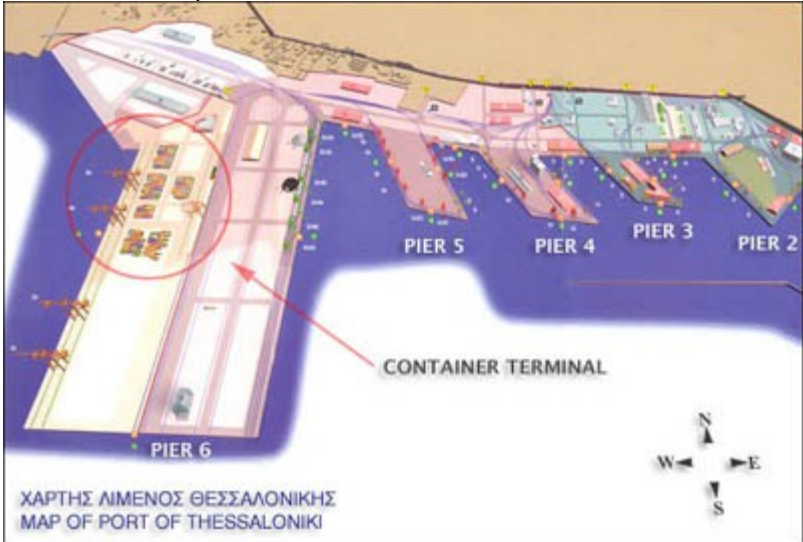 PIER 5
PIER 4
PIER 3
PIER 2
CONTAINER TERMINAL
PIER 6
N
W
E
S
ΧΑΡΤΗΣ ΛΙΜΕΝΟΣ ΘΕΣΣΑΛΟΝΙΚΗΣ
MAP OF PORT OF THESSALONIKI